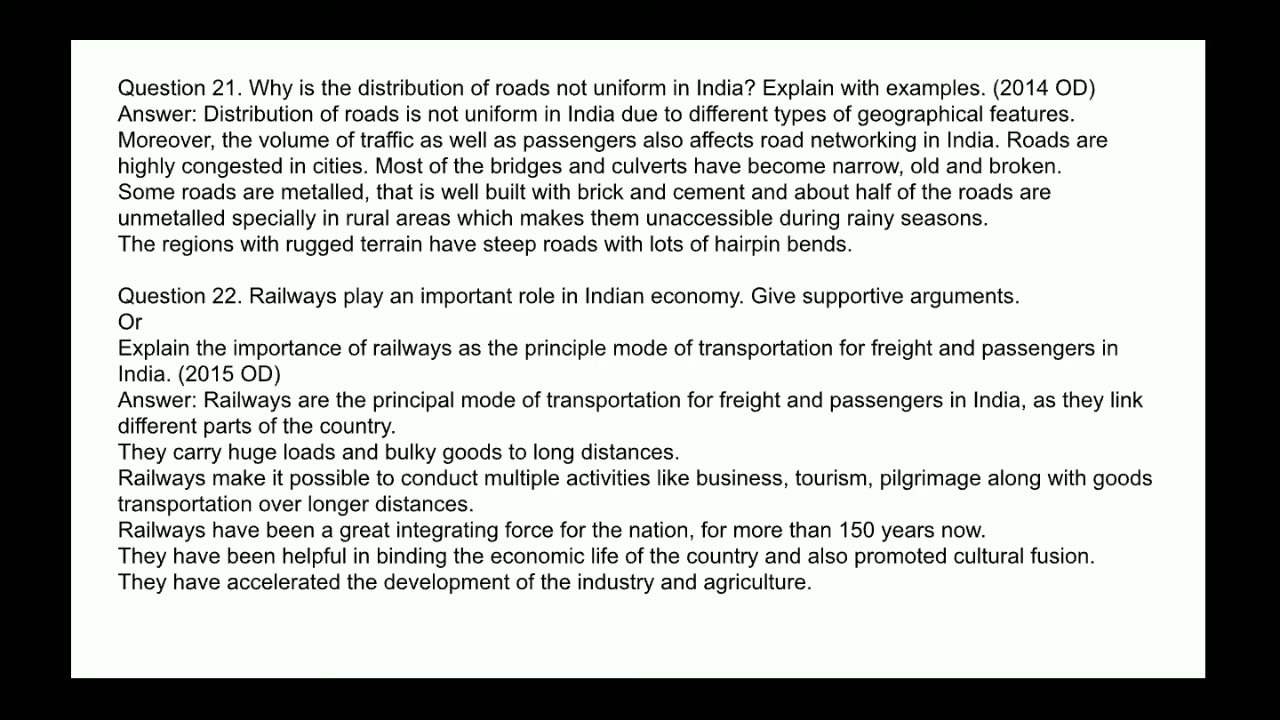 Question 21. Why is the distribution of roads not uniform in India? Explain with examples. (2014 OD)
Answer: Distribution of roads is not uniform in India due to different types of geographical features.
Moreover, the volume of traffic as well as passengers also affects road networking in India. Roads are
highly congested in cities. Most of the bridges and culverts have become narrow, old and broken.
Some roads are metalled, that is well built with brick and cement and about half of the roads are
unmetalled specially in rural areas which makes them unaccessible during rainy seasons.
The regions with rugged terrain have steep roads with lots of hairpin bends.
Question 22. Railways play an important role in Indian economy. Give supportive arguments.
Or
Explain the importance of railways as the principle mode of transportation for freight and passengers in
India. (2015 OD)
Answer: Railways are the principal mode of transportation for freight and passengers in India, as they link
different parts of the country.
They carry huge loads and bulky goods to long distances.
Railways make it possible to conduct multiple activities like business, tourism, pilgrimage along with goods
transportation over longer distances.
Railways have been a great integrating force for the nation, for more than 150 years now.
They have been helpful in binding the economic life of the country and also promoted cultural fusion.
They have accelerated the development of the industry and agriculture.